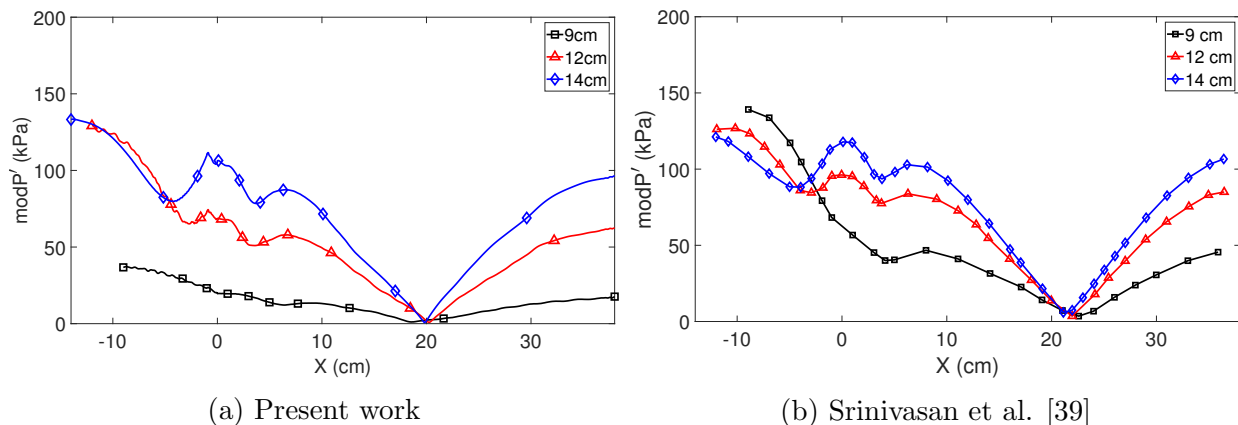 200
150
100
50
0
modP′ (kPa)
-10 0 10 20 30
X (cm)
9cm
12cm
14cm
(a) Present work
200
150
100
50
0
modP′ (kPa)
-10 0 10 20 30
X (cm)
9 cm
12 cm
14 cm
(b) Srinivasan et al. [39]